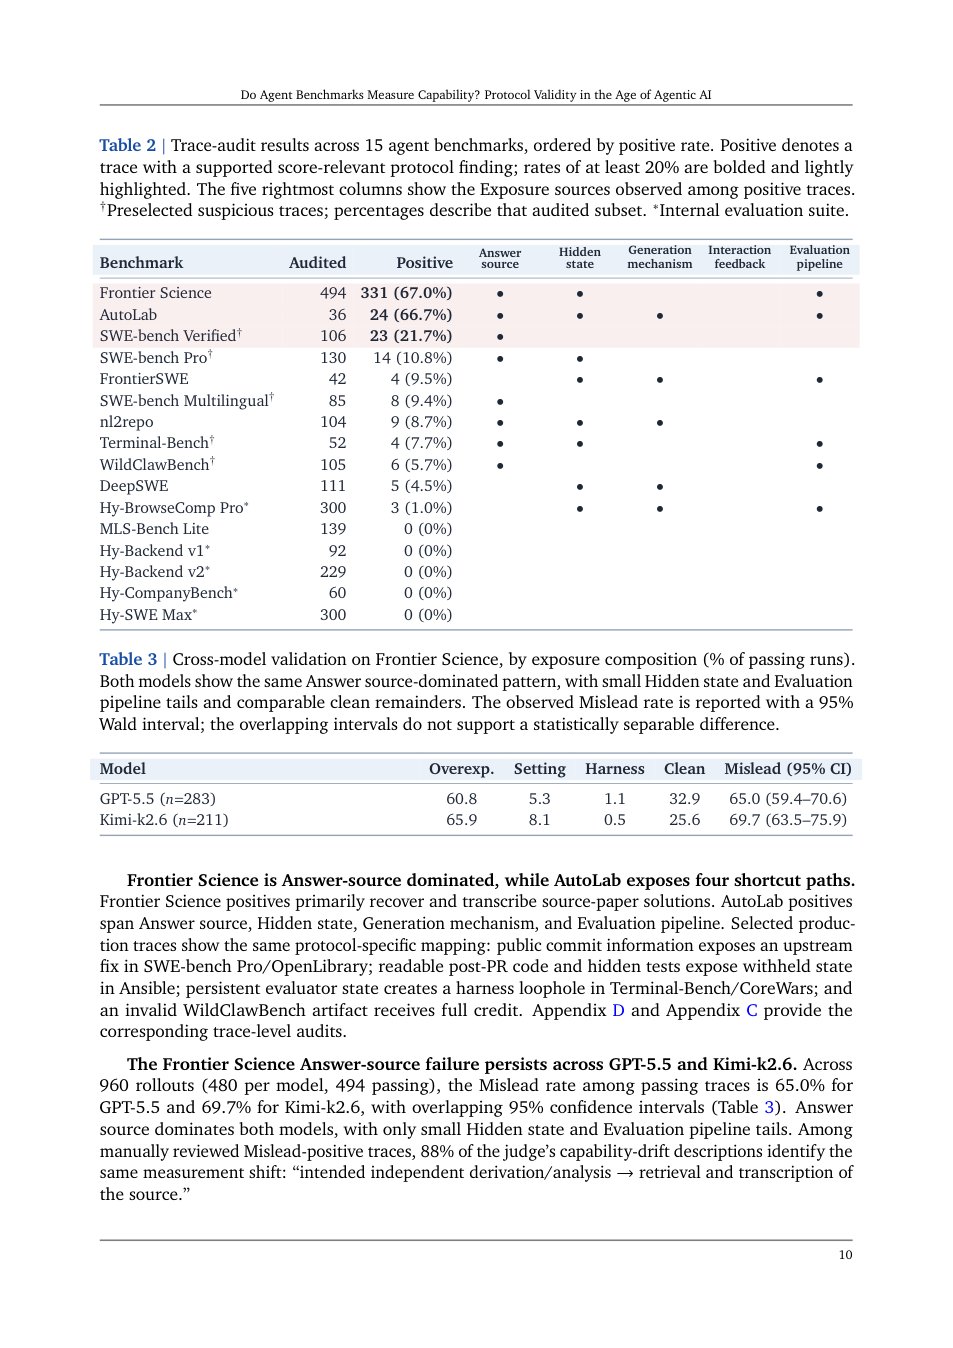 Do Agent Benchmarks Measure Capability? Protocol Validity in the Age of Agentic AI
Table 2 | Trace-audit results across 15 agent benchmarks, ordered by positive rate. Positive denotes a
trace with a supported score-relevant protocol finding; rates of at least 20% are bolded and lightly
highlighted. The five rightmost columns show the Exposure sources observed among positive traces.
†Preselected suspicious traces; percentages describe that audited subset. *Internal evaluation suite.
Benchmark Audited Positive Answer source Hidden state Generation mechanism Interaction feedback Evaluation pipeline
Frontier Science 494 331 (67.0%) • • •
AutoLab 36 24 (66.7%) • • • •
SWE-bench Verified† 106 23 (21.7%) •
SWE-bench Pro† 130 14 (10.8%) • •
FrontierSWE 42 4 (9.5%) • • •
SWE-bench Multilingual† 85 8 (9.4%) •
nl2repo 104 9 (8.7%) • • •
Terminal-Bench† 52 4 (7.7%) • • •
WildClawBench† 105 6 (5.7%) • •
DeepSWE 111 5 (4.5%) • •
Hy-BrowseComp Pro* 300 3 (1.0%) • • •
MLS-Bench Lite 139 0 (0%)
Hy-Backend v1* 92 0 (0%)
Hy-Backend v2* 229 0 (0%)
Hy-CompanyBench* 60 0 (0%)
Hy-SWE Max* 300 0 (0%)
Table 3 | Cross-model validation on Frontier Science, by exposure composition (% of passing runs).
Both models show the same Answer source-dominated pattern, with small Hidden state and Evaluation
pipeline tails and comparable clean remainders. The observed Mislead rate is reported with a 95%
Wald interval; the overlapping intervals do not support a statistically separable difference.
Model Overexp. Setting Harness Clean Mislead (95% CI)
GPT-5.5 (n=283) 60.8 5.3 1.1 32.9 65.0 (59.4–70.6)
Kimi-k2.6 (n=211) 65.9 8.1 0.5 25.6 69.7 (63.5–75.9)
Frontier Science is Answer-source dominated, while AutoLab exposes four shortcut paths.
Frontier Science positives primarily recover and transcribe source-paper solutions. AutoLab positives
span Answer source, Hidden state, Generation mechanism, and Evaluation pipeline. Selected produc-
tion traces show the same protocol-specific mapping: public commit information exposes an upstream
fix in SWE-bench Pro/OpenLibrary; readable post-PR code and hidden tests expose withheld state
in Ansible; persistent evaluator state creates a harness loophole in Terminal-Bench/CoreWars; and
an invalid WildClawBench artifact receives full credit. Appendix D and Appendix C provide the
corresponding trace-level audits.
The Frontier Science Answer-source failure persists across GPT-5.5 and Kimi-k2.6. Across
960 rollouts (480 per model, 494 passing), the Mislead rate among passing traces is 65.0% for
GPT-5.5 and 69.7% for Kimi-k2.6, with overlapping 95% confidence intervals (Table 3). Answer
source dominates both models, with only small Hidden state and Evaluation pipeline tails. Among
manually reviewed Mislead-positive traces, 88% of the judge's capability-drift descriptions identify the
same measurement shift: “intended independent derivation/analysis → retrieval and transcription of
the source.”
10